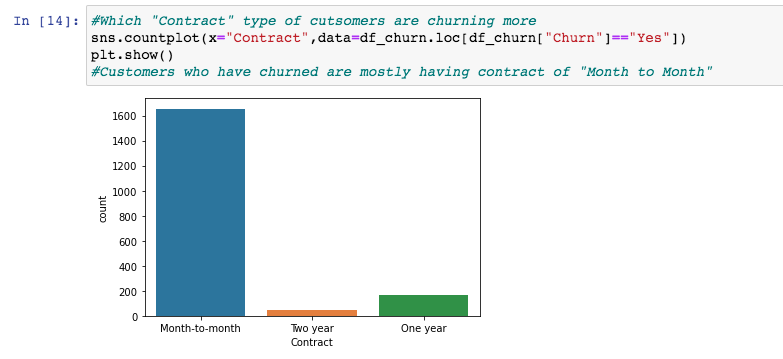 In [14]: #Which "Contract" type of cutsomers are churning more
sns.countplot(x="Contract",data=df_churn.loc[df_churn["Churn"]=="Yes"])
plt.show()
#Customers who have churned are mostly having contract of "Month to Month"
1600
1400
1200
1000
800
600
400
200
0
count
Month-to-month Two year One year
Contract